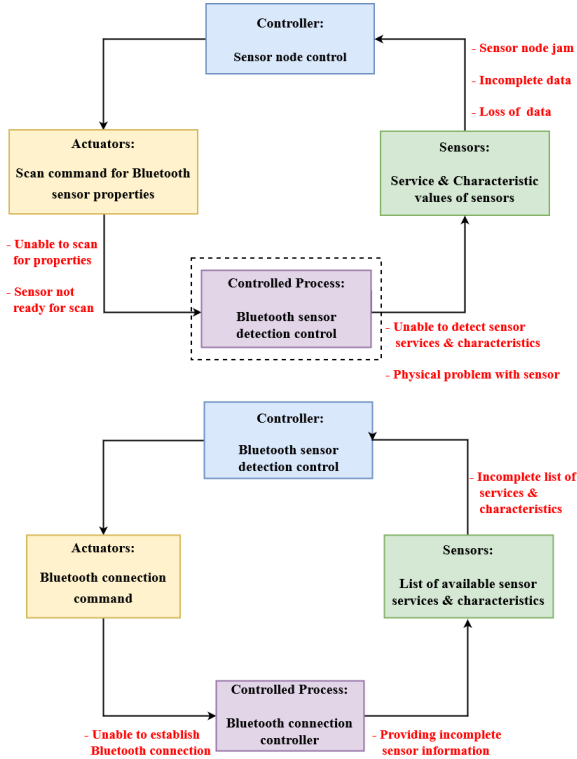 Controller:
Sensor node control
- Sensor node jam
- Incomplete data
- Loss of data
Actuators:
Scan command for Bluetooth
sensor properties
Sensors:
Service & Characteristic
values of sensors
- Unable to scan
for properties
- Sensor not
ready for scan
Controlled Process:
Bluetooth sensor
detection control
- Unable to detect sensor
services & characteristics
- Physical problem with sensor
Controller:
Bluetooth sensor
detection control
- Incomplete list of
services &
characteristics
Actuators:
Bluetooth connection
command
Sensors:
List of available sensor
services & characteristics
- Unable to establish
Bluetooth connection
Controlled Process:
Bluetooth connection
controller
- Providing incomplete
sensor information